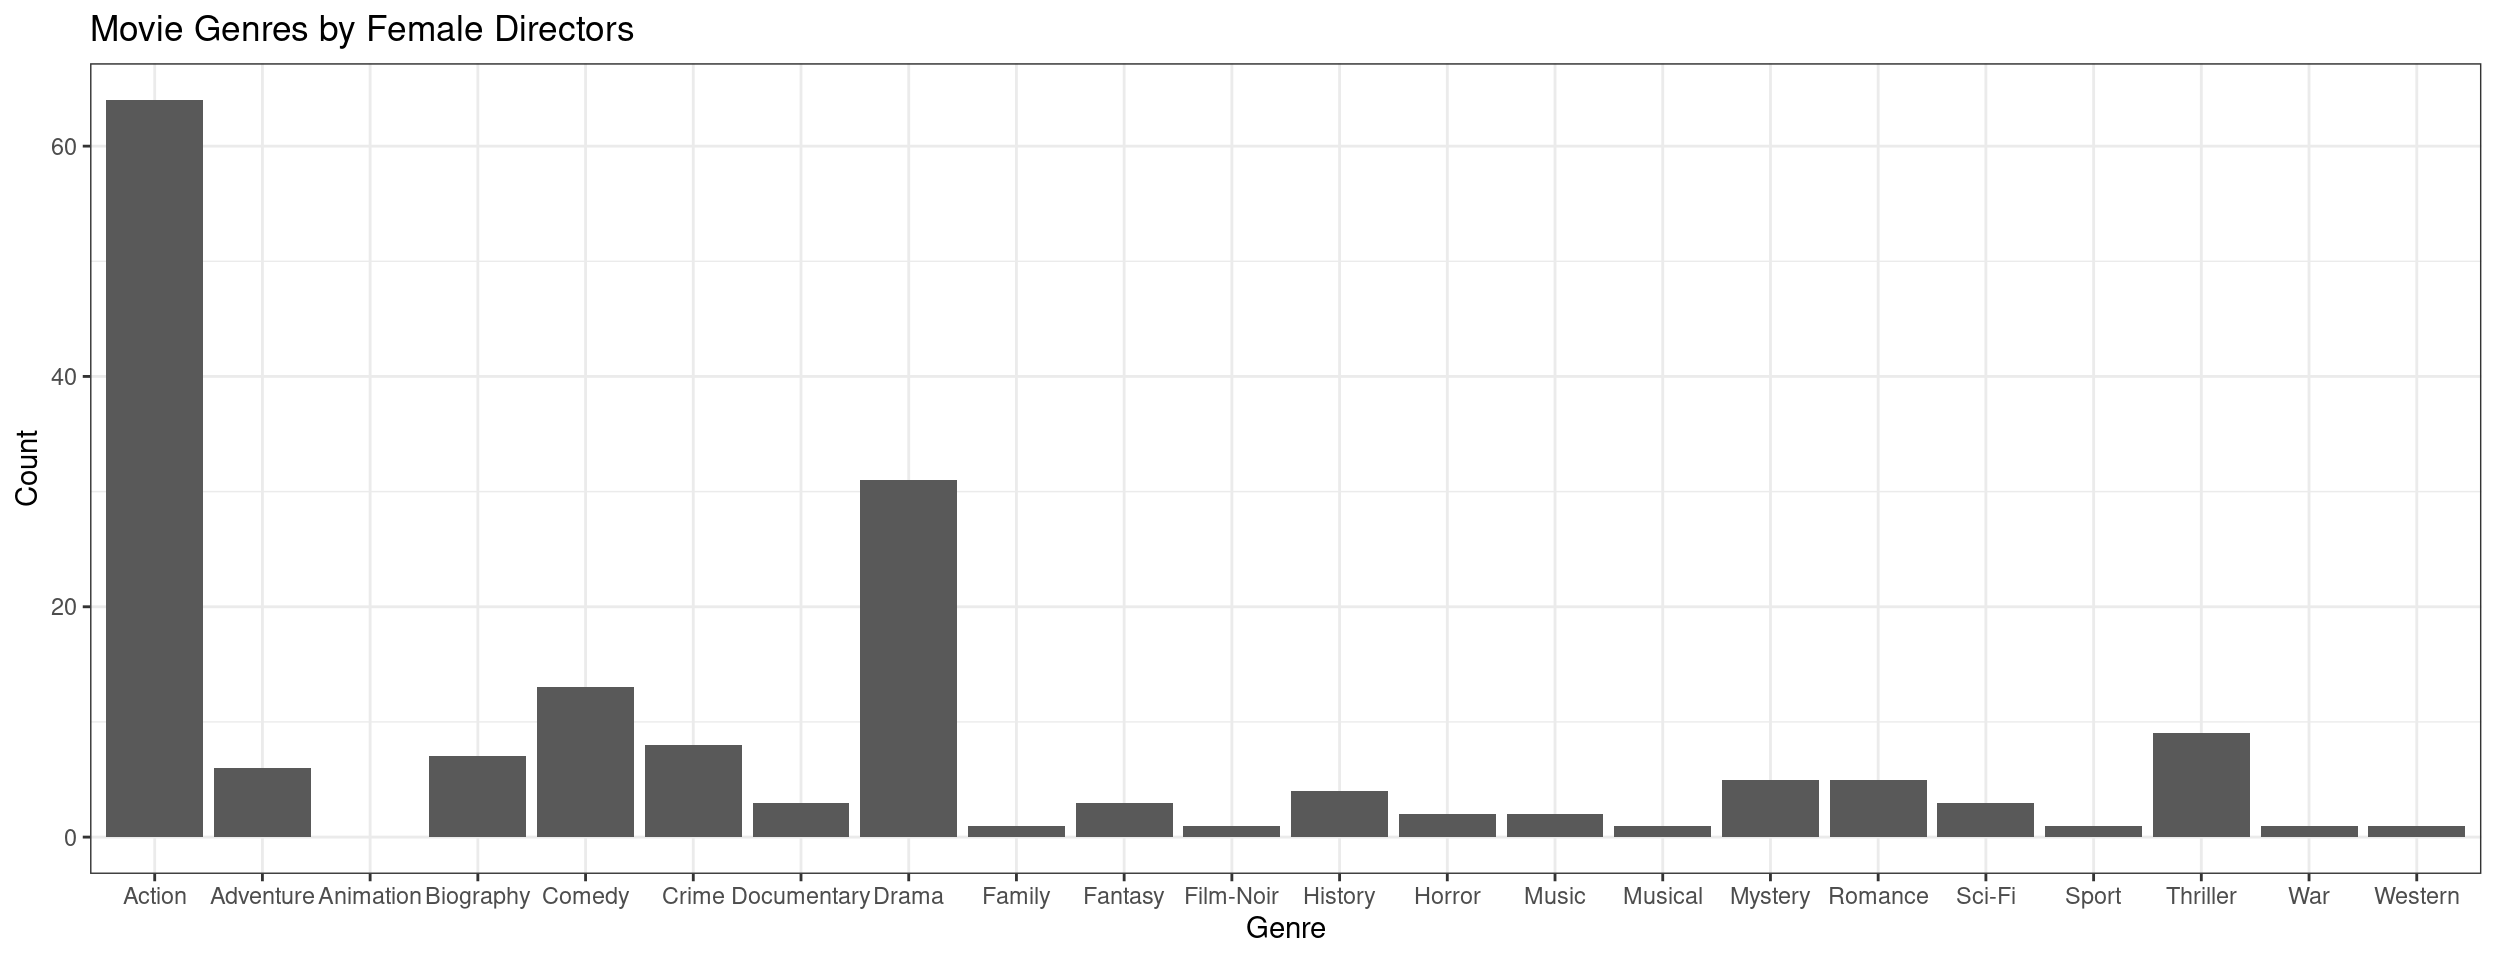 Movie Genres by Female Directors
60
40
20
0
Count
Action Adventure Animation Biography Comedy Crime Documentary Drama Family Fantasy Film-Noir History Horror Music Musical Mystery Romance Sci-Fi Sport Thriller War Western
Genre